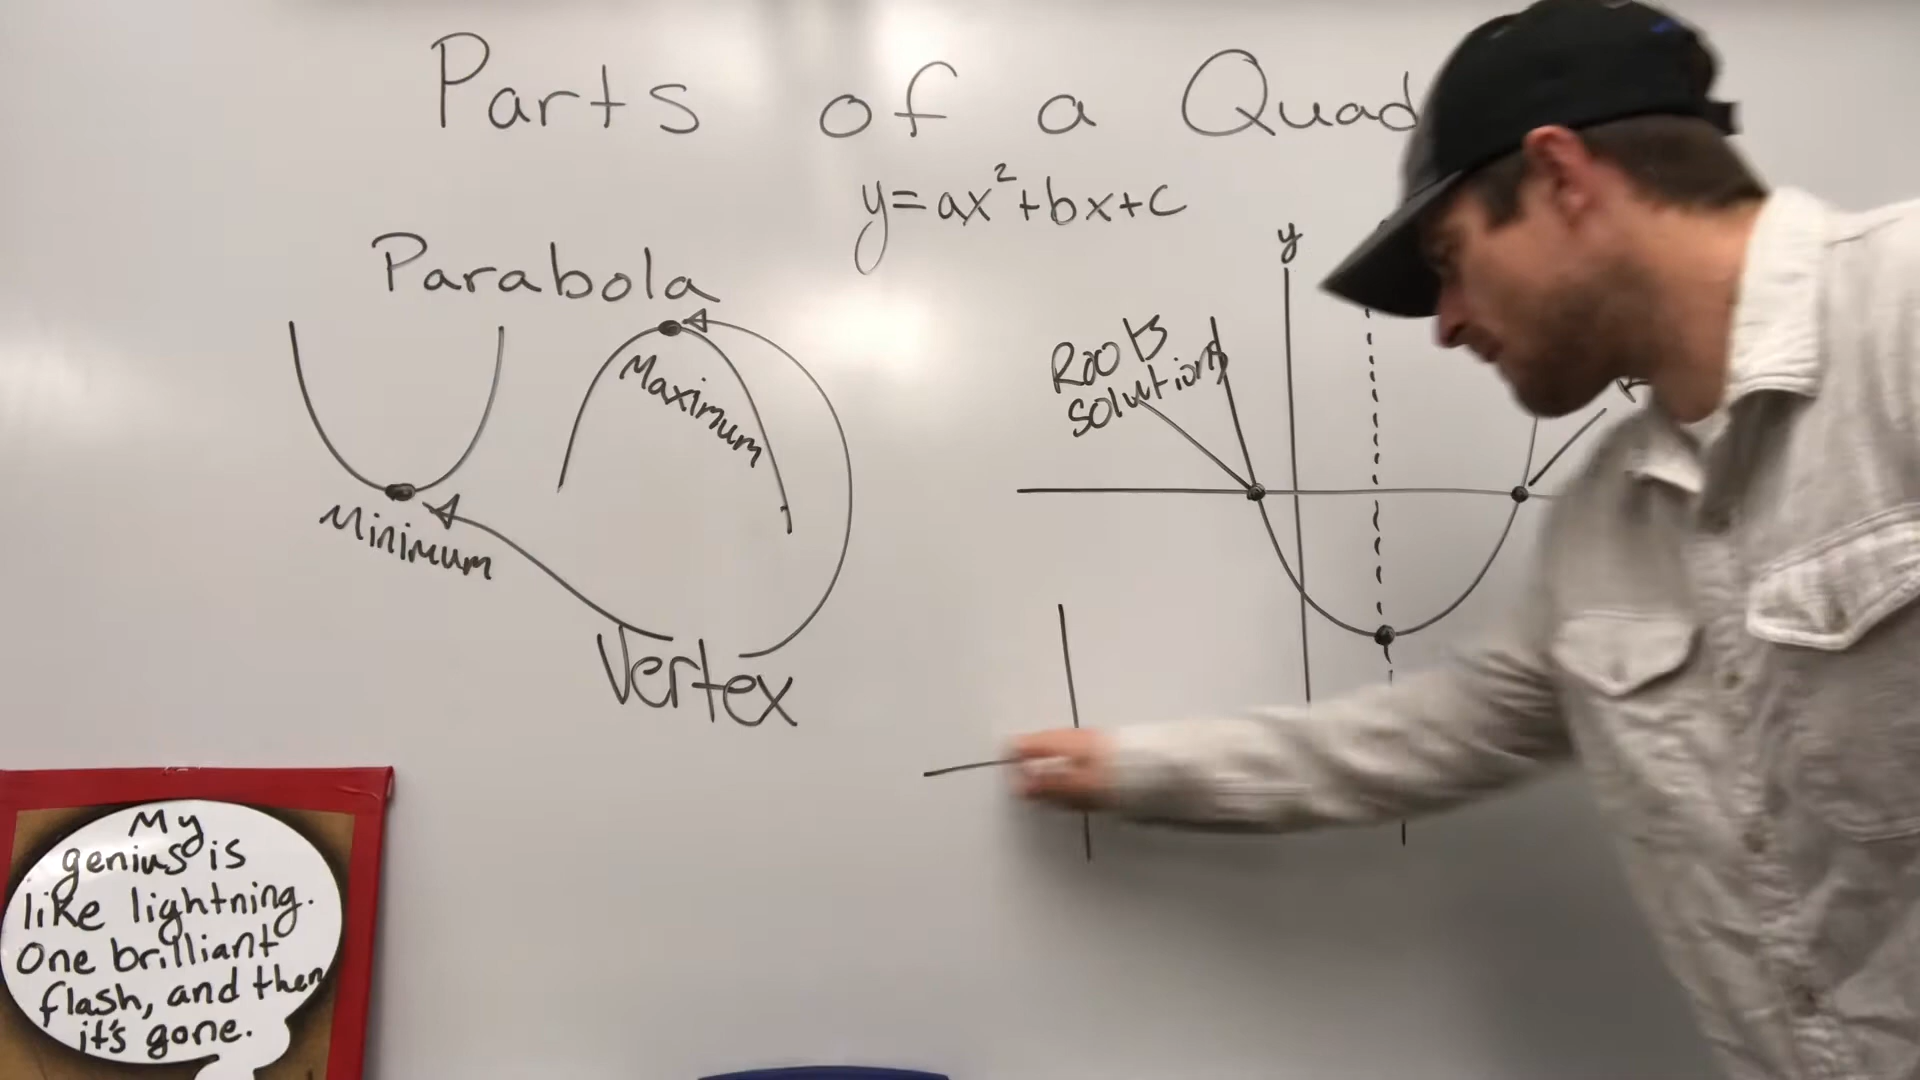 Parts of a Quad
y=ax²+bx+c
Parabola
Maximum
Minimum
Vertex
y
Roots
solutions
R
My
genius is
like lightning.
One brilliant
flash, and then
it's gone.